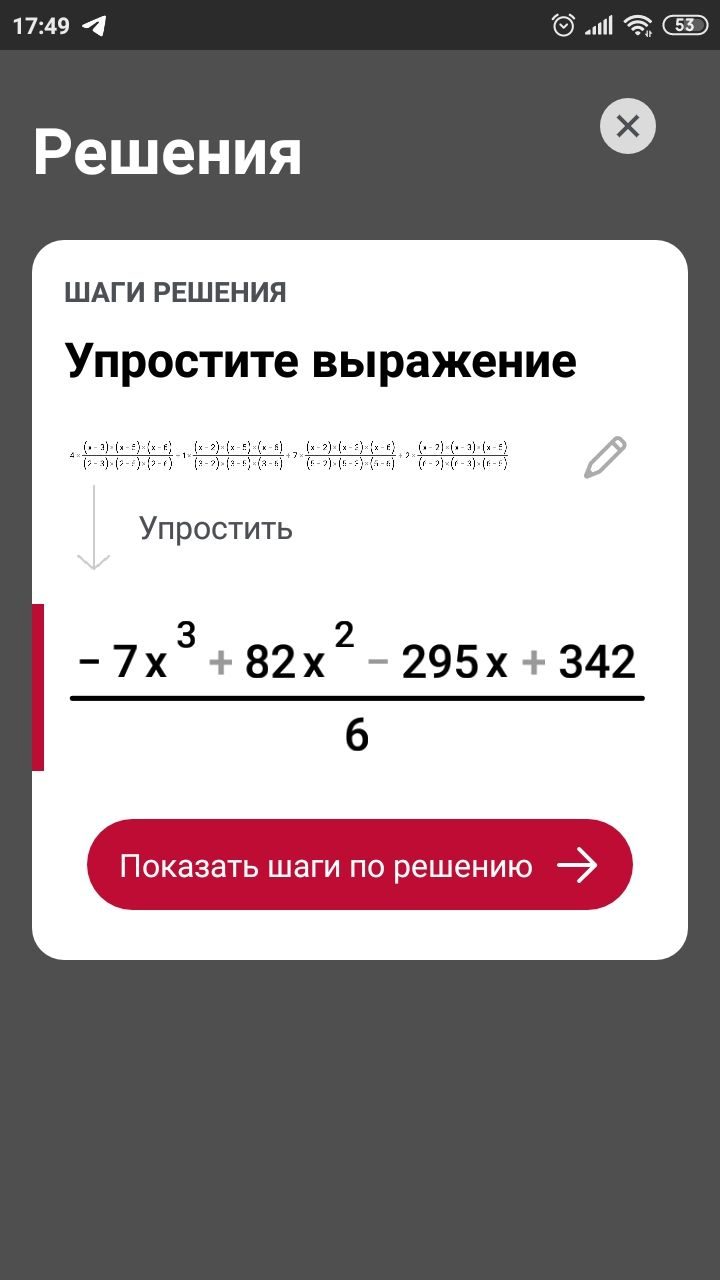 17:49
53
Решения
ШАГИ РЕШЕНИЯ
Упростите выражение
Упростить
− 7x³ + 82x² − 295x + 342
6
Показать шаги по решению